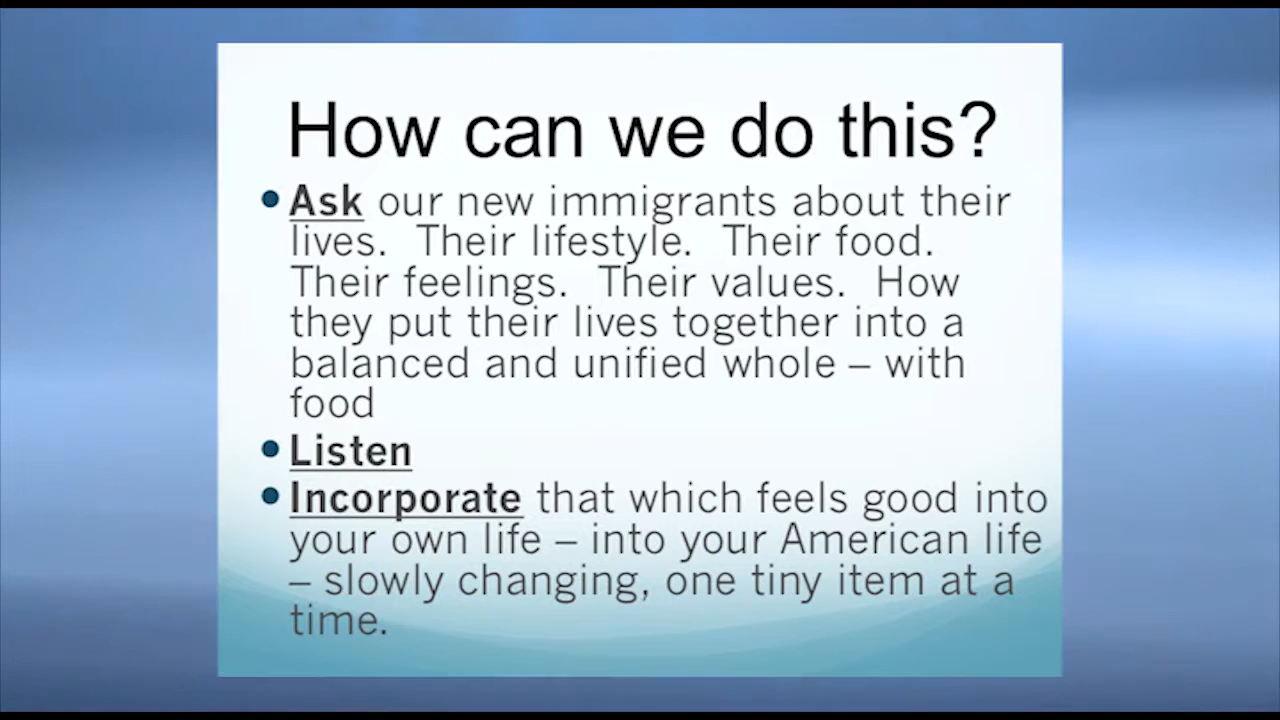 How can we do this?
• Ask our new immigrants about their
lives.  Their lifestyle.  Their food.
Their feelings.  Their values.  How
they put their lives together into a
balanced and unified whole – with
food
• Listen
• Incorporate that which feels good into
your own life – into your American life
– slowly changing, one tiny item at a
time.